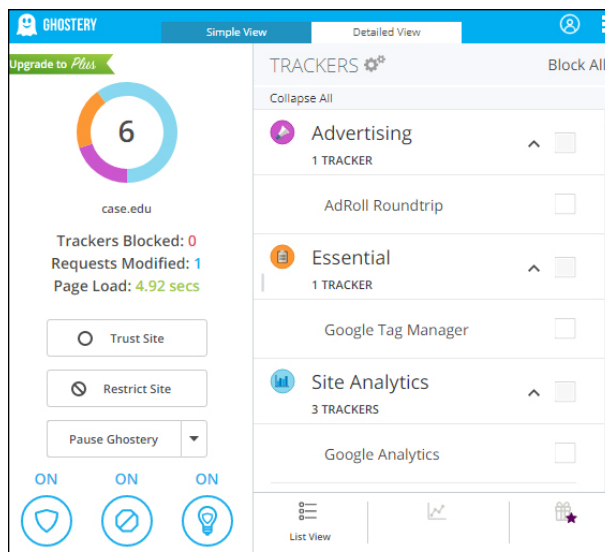 GHOSTERY
Simple View
Detailed View
Upgrade to Plus
6
case.edu
Trackers Blocked: 0
Requests Modified: 1
Page Load: 4.92 secs
Trust Site
Restrict Site
Pause Ghostery
ON ON ON
TRACKERS
Block All
Collapse All
Advertising
1 TRACKER
AdRoll Roundtrip
Essential
1 TRACKER
Google Tag Manager
Site Analytics
3 TRACKERS
Google Analytics
List View